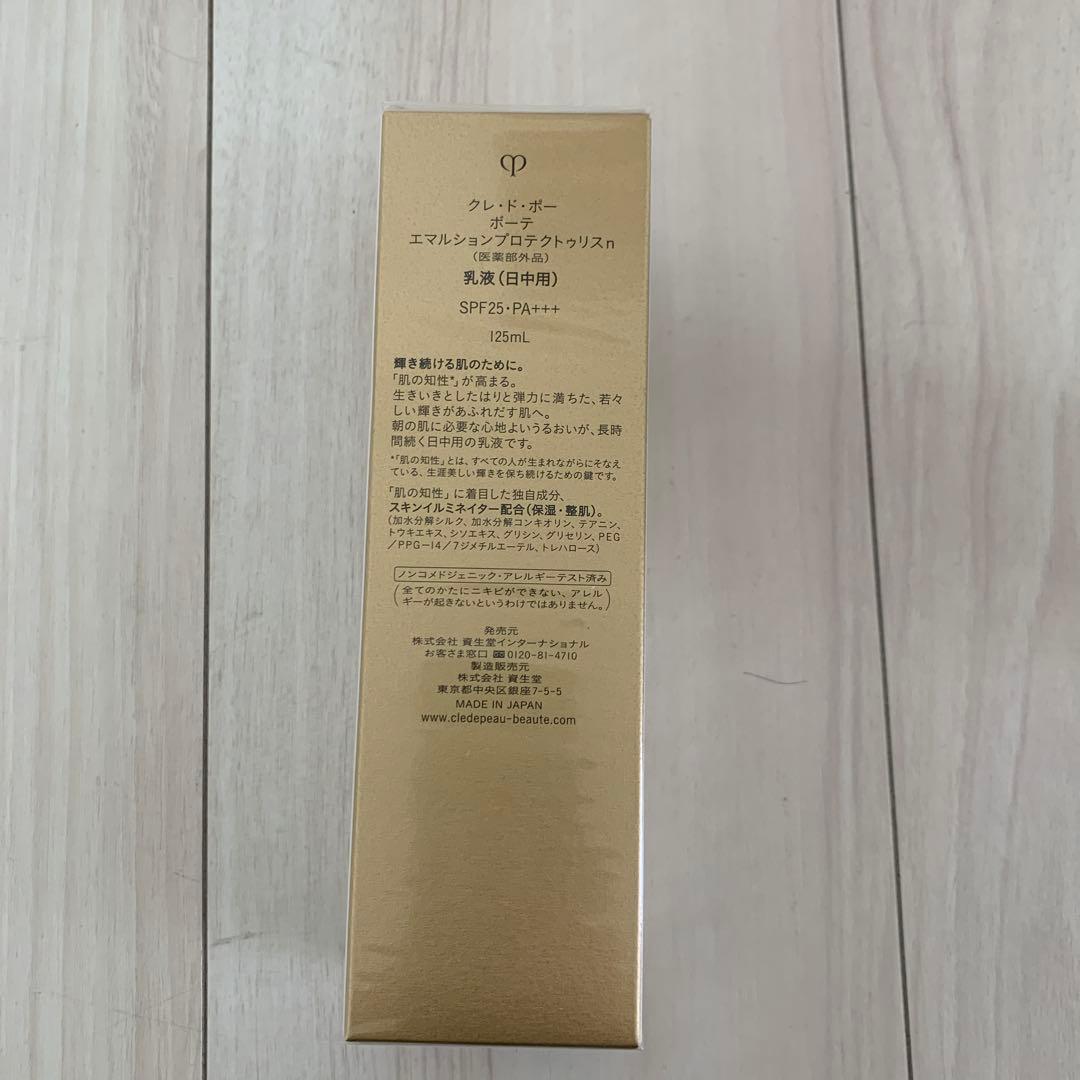 クレ・ド・ポー
ボーテ
エマルションプロテクトゥリスn
(医薬部外品)
乳液(日中用)
SPF25・PA+++
125mL
輝き続ける肌のために。
「肌の知性*」が高まる。
生きいきとしたはりと弾力に満ちた、若々
しい輝きがあふれだす肌へ。
朝の肌に必要な心地よいうるおいが、長時
間続く日中用の乳液です。
*「肌の知性」とは、すべての人が生まれながらにそなえ
ている、生涯美しい輝きを保ち続けるための鍵です。
「肌の知性」に着目した独自成分、
スキンイルミネイター配合(保湿・整肌)。
(加水分解シルク、加水分解コンキオリン、テアニン、
トウキエキス、シソエキス、グリシン、グリセリン、PEG
/PPG-14/7ジメチルエーテル、トレハロース)
ノンコメドジェニック・アレルギーテスト済み
(全てのかたにニキビができない、アレル
ギーが起きないというわけではありません。)
発売元
株式会社 資生堂インターナショナル
お客さま窓口 0120-81-4710
製造販売元
株式会社 資生堂
東京都中央区銀座7-5-5
MADE IN JAPAN
www.cledepeau-beaute.com